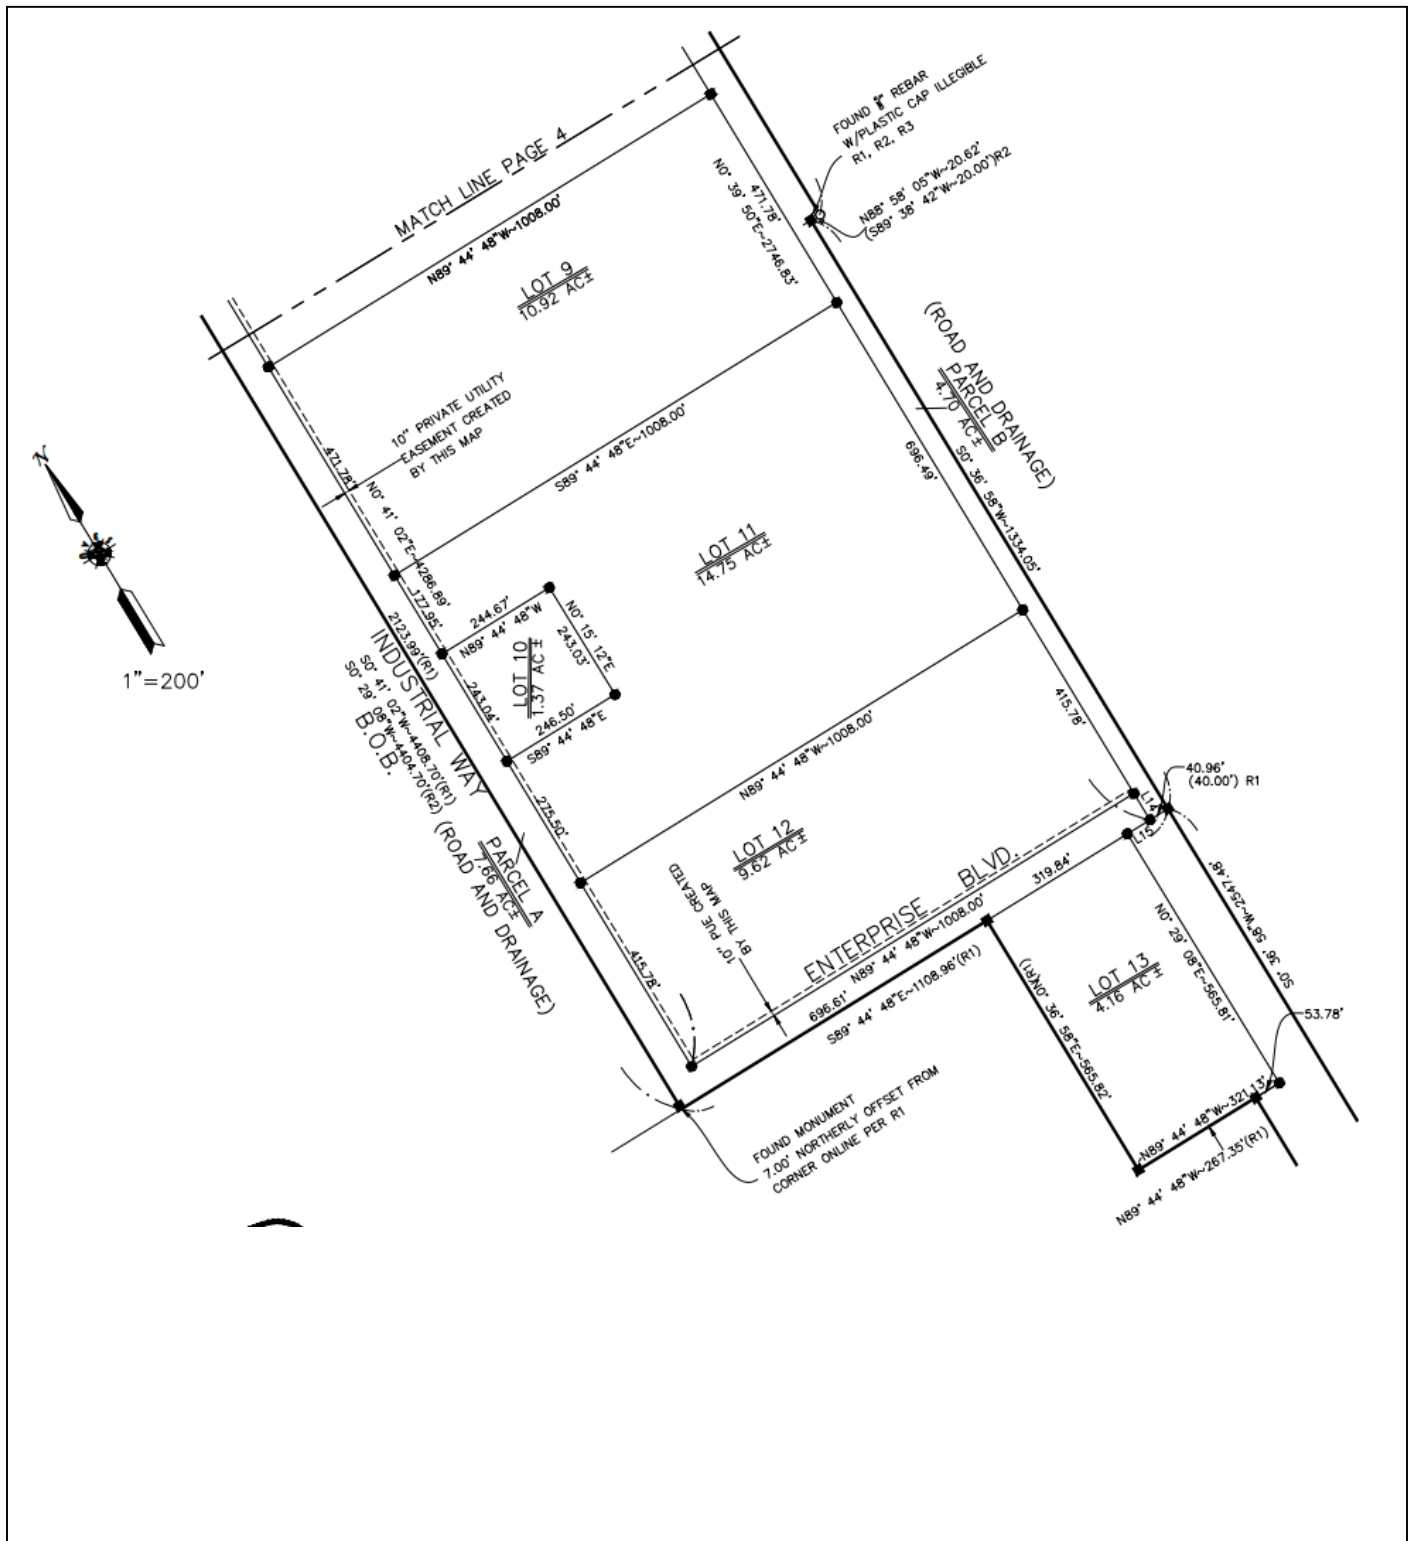 FOUND 5/8" REBAR
W/PLASTIC CAP ILLEGIBLE
R1, R2, R3
N88° 58' 05"W~20.62'
(S89° 38' 42"W~20.00')R2
MATCH LINE PAGE 4
N89° 44' 48"W~1008.00'
471.78'
N0° 39' 50"E~2746.83'
LOT 9
10.92 AC±
(ROAD AND DRAINAGE)
PARCEL B
4.70 AC±
S0° 36' 58"W~1334.05'
10" PRIVATE UTILITY
EASEMENT CREATED
BY THIS MAP
471.78'
N0° 41' 02"E~4286.89'
S89° 44' 48"E~1008.00'
696.49'
N
1"=200'
LOT 11
14.75 AC±
177.95'
2123.99'(R1)
244.67'
N89° 44' 48"W
N0° 15' 12"E
243.03'
LOT 10
1.37 AC ±
243.04'
246.50'
S89° 44' 48"E
INDUSTRIAL WAY
S0° 41' 02"W~4408.70'(R1)
S0° 29' 08"W~4404.70'(R2)
B.O.B.
275.50'
N89° 44' 48"W~1008.00'
415.78'
40.96'
(40.00') R1
L14
L15
PARCEL A
7.66 AC±
(ROAD AND DRAINAGE)
LOT 12
9.62 AC±
10" PUE CREATED
BY THIS MAP
ENTERPRISE BLVD.
319.84'
N89° 44' 48"W~1008.00'
696.61'
S89° 44' 48"E~1108.96'(R1)
415.78'
S0° 36' 58"W~2547.48'
N0° 29' 08"E~565.81'
LOT 13
4.16 AC ±
(N0° 36' 58"E~565.82'
(R1)
53.78'
N89° 44' 48"W~321.13'
N89° 44' 48"W~267.35'(R1)
FOUND MONUMENT
7.00' NORTHERLY OFFSET FROM
CORNER ONLINE PER R1